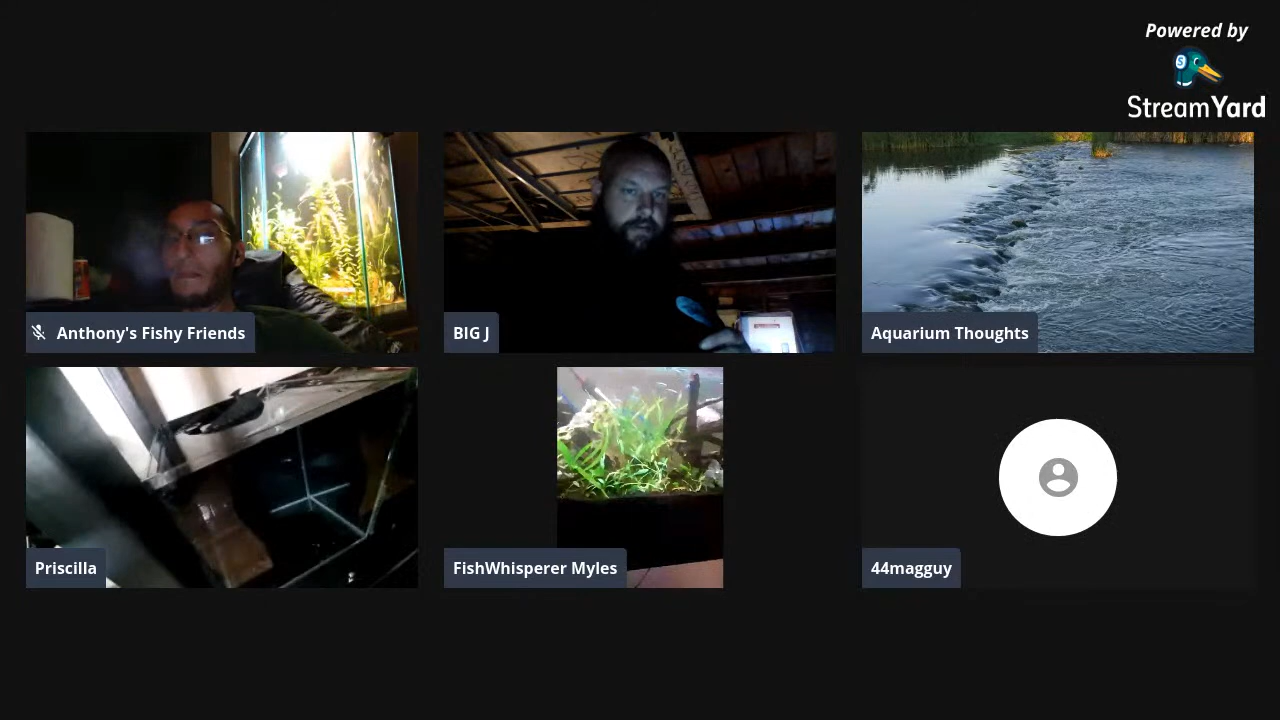 Powered by
StreamYard
Anthony's Fishy Friends
BIG J
Aquarium Thoughts
Priscilla
FishWhisperer Myles
44magguy